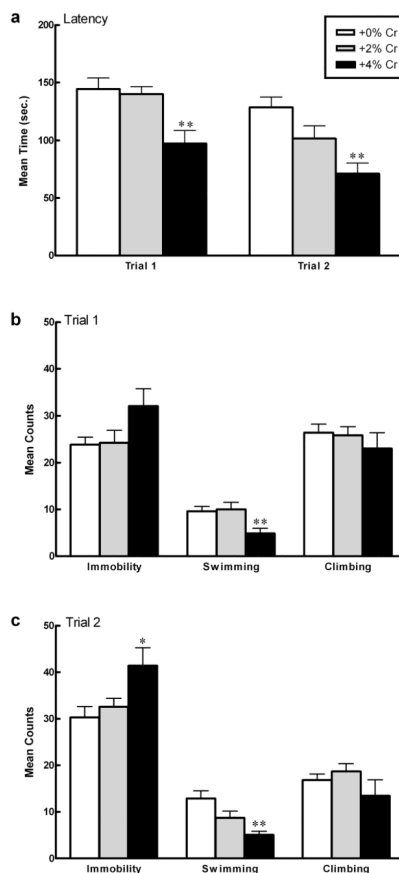 a Latency
+0% Cr
+2% Cr
+4% Cr
200
150
100
50
0
Mean Time (sec.)
**
**
Trial 1 Trial 2
b Trial 1
50
40
30
20
10
0
Mean Counts
**
Immobility Swimming Climbing
c Trial 2
50
40
30
20
10
0
Mean Counts
*
**
Immobility Swimming Climbing